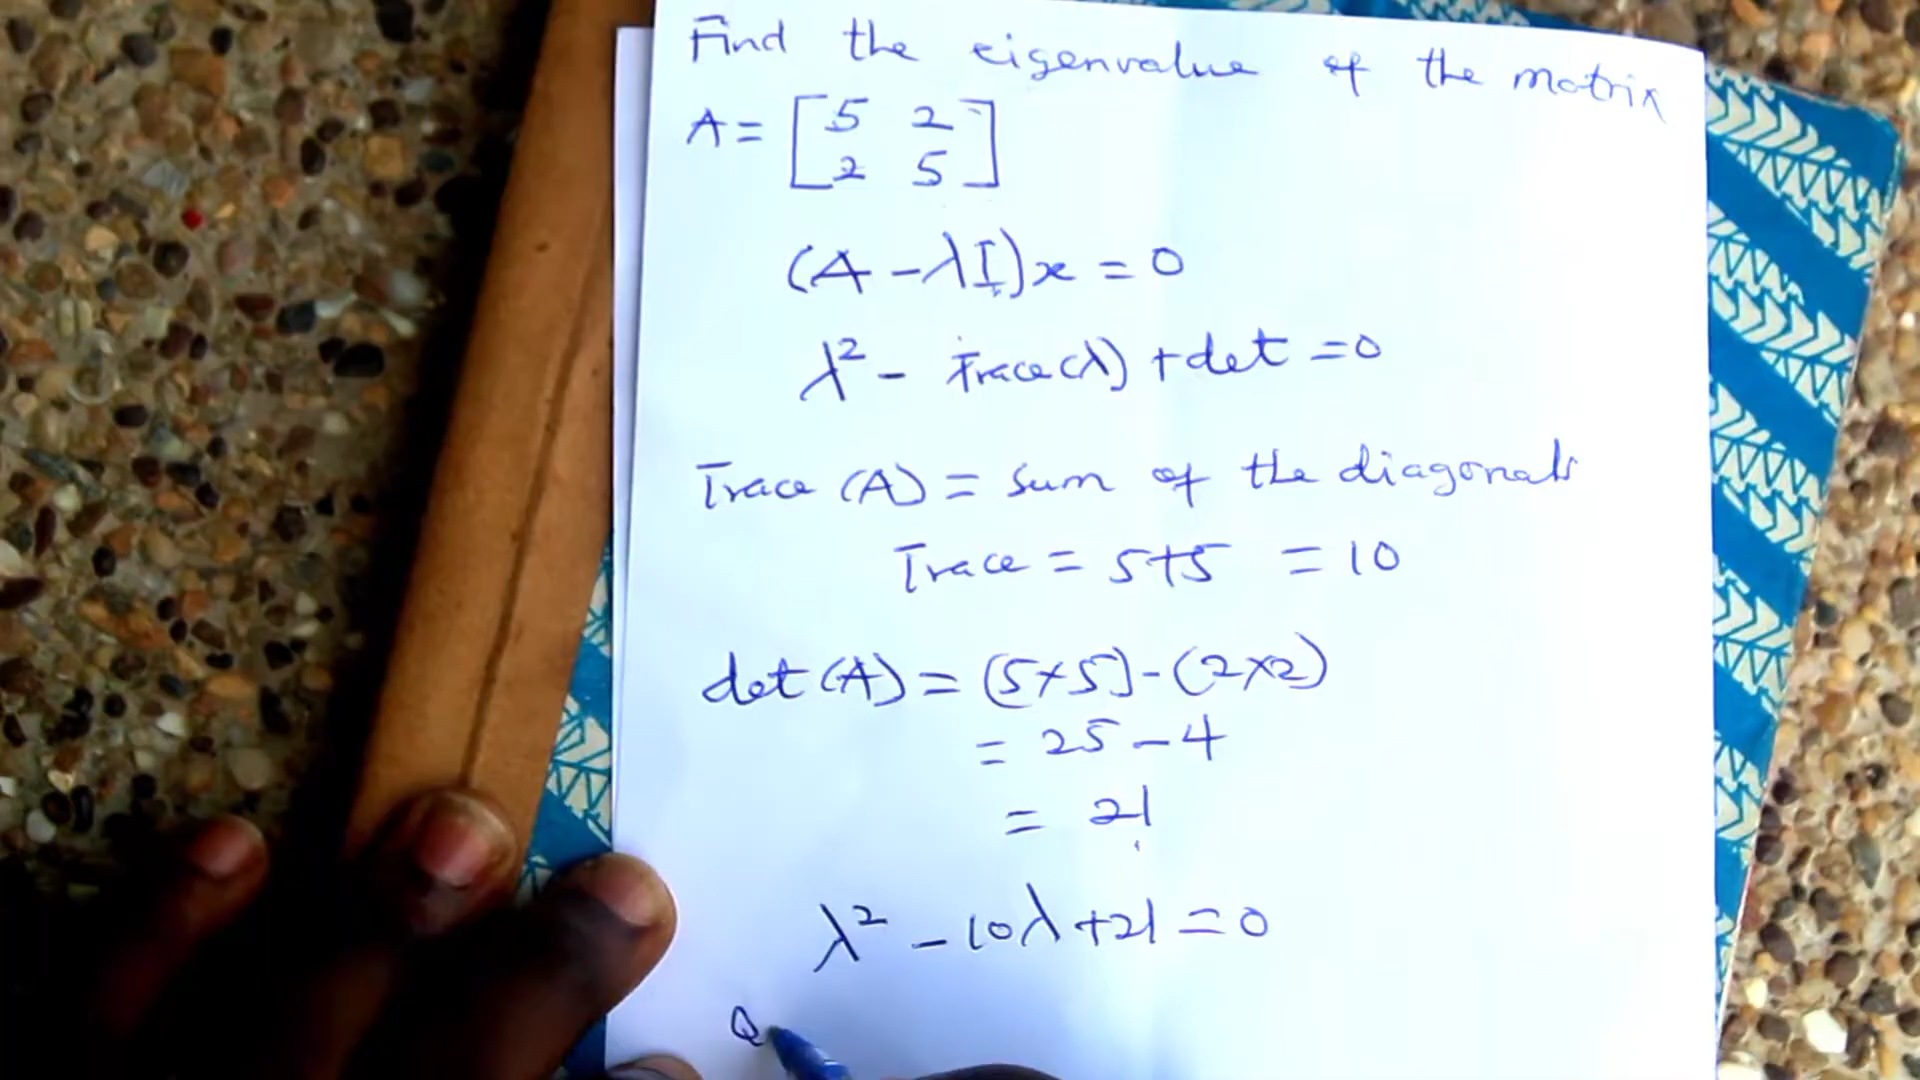 Find the eigenvalue of the matrix
A = [5 2
2 5]
(A - λI)x = 0
λ² - Trace(λ) + det = 0
Trace (A) = sum of the diagonals
Trace = 5+5 = 10
det (A) = (5×5) - (2×2)
= 25 - 4
= 21
λ² - 10λ + 21 = 0
Q